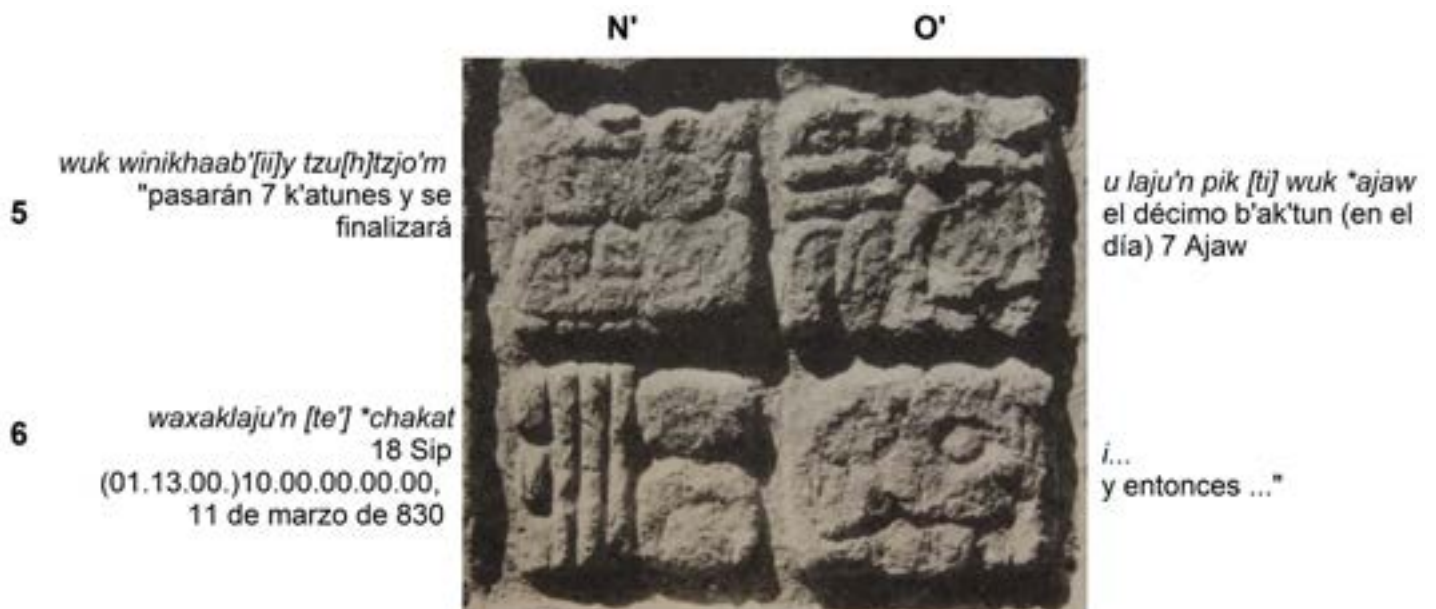 N' O'
5
wuk winikhaab'[ii]y tzu[h]tzjo'm
"pasarán 7 k'atunes y se
finalizará
u laju'n pik [ti] wuk *ajaw
el décimo b'ak'tun (en el
día) 7 Ajaw
6
waxaklaju'n [te'] *chakat
18 Sip
(01.13.00.)10.00.00.00.00,
11 de marzo de 830
i...
y entonces ..."